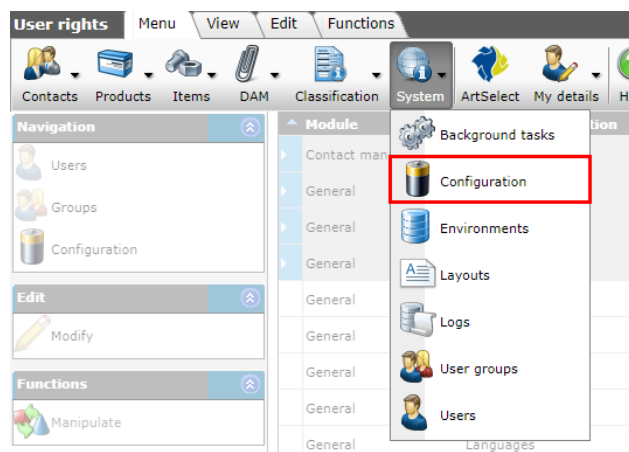 User rights Menu View Edit Functions
Contacts Products Items DAM Classification System ArtSelect My details
Navigation
Users
Groups
Configuration
Edit
Modify
Functions
Manipulate
Module
Contact man
General
General
General
General
General
General
General
General Languages
Background tasks
Configuration
Environments
Layouts
Logs
User groups
Users